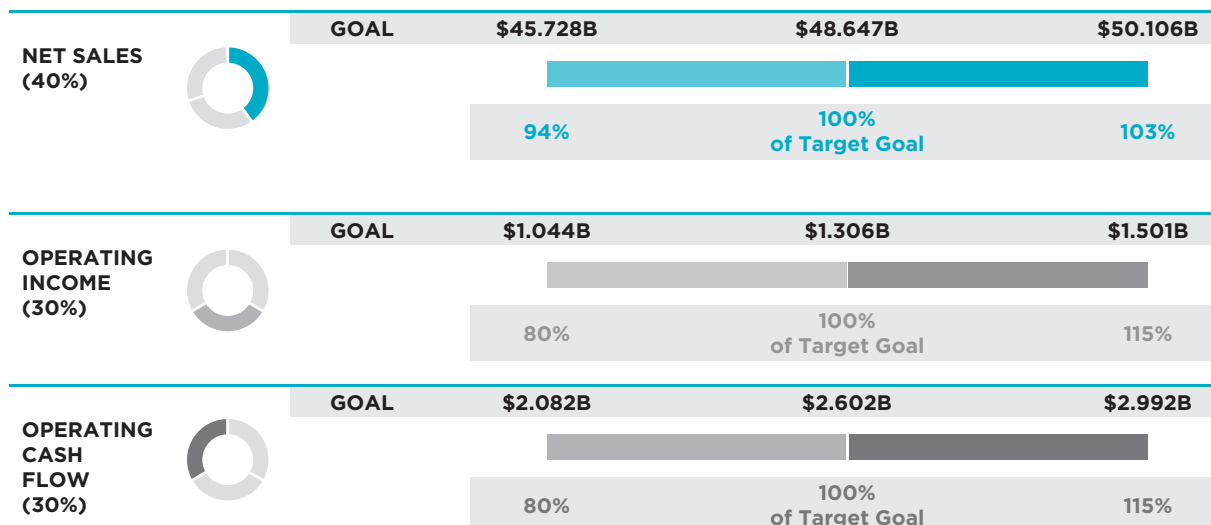 GOAL $45.728B $48.647B $50.106B
NET SALES
(40%)
94% 100%
of Target Goal 103%
GOAL $1.044B $1.306B $1.501B
OPERATING
INCOME
(30%)
80% 100%
of Target Goal 115%
GOAL $2.082B $2.602B $2.992B
OPERATING
CASH
FLOW
(30%)
80% 100%
of Target Goal 115%